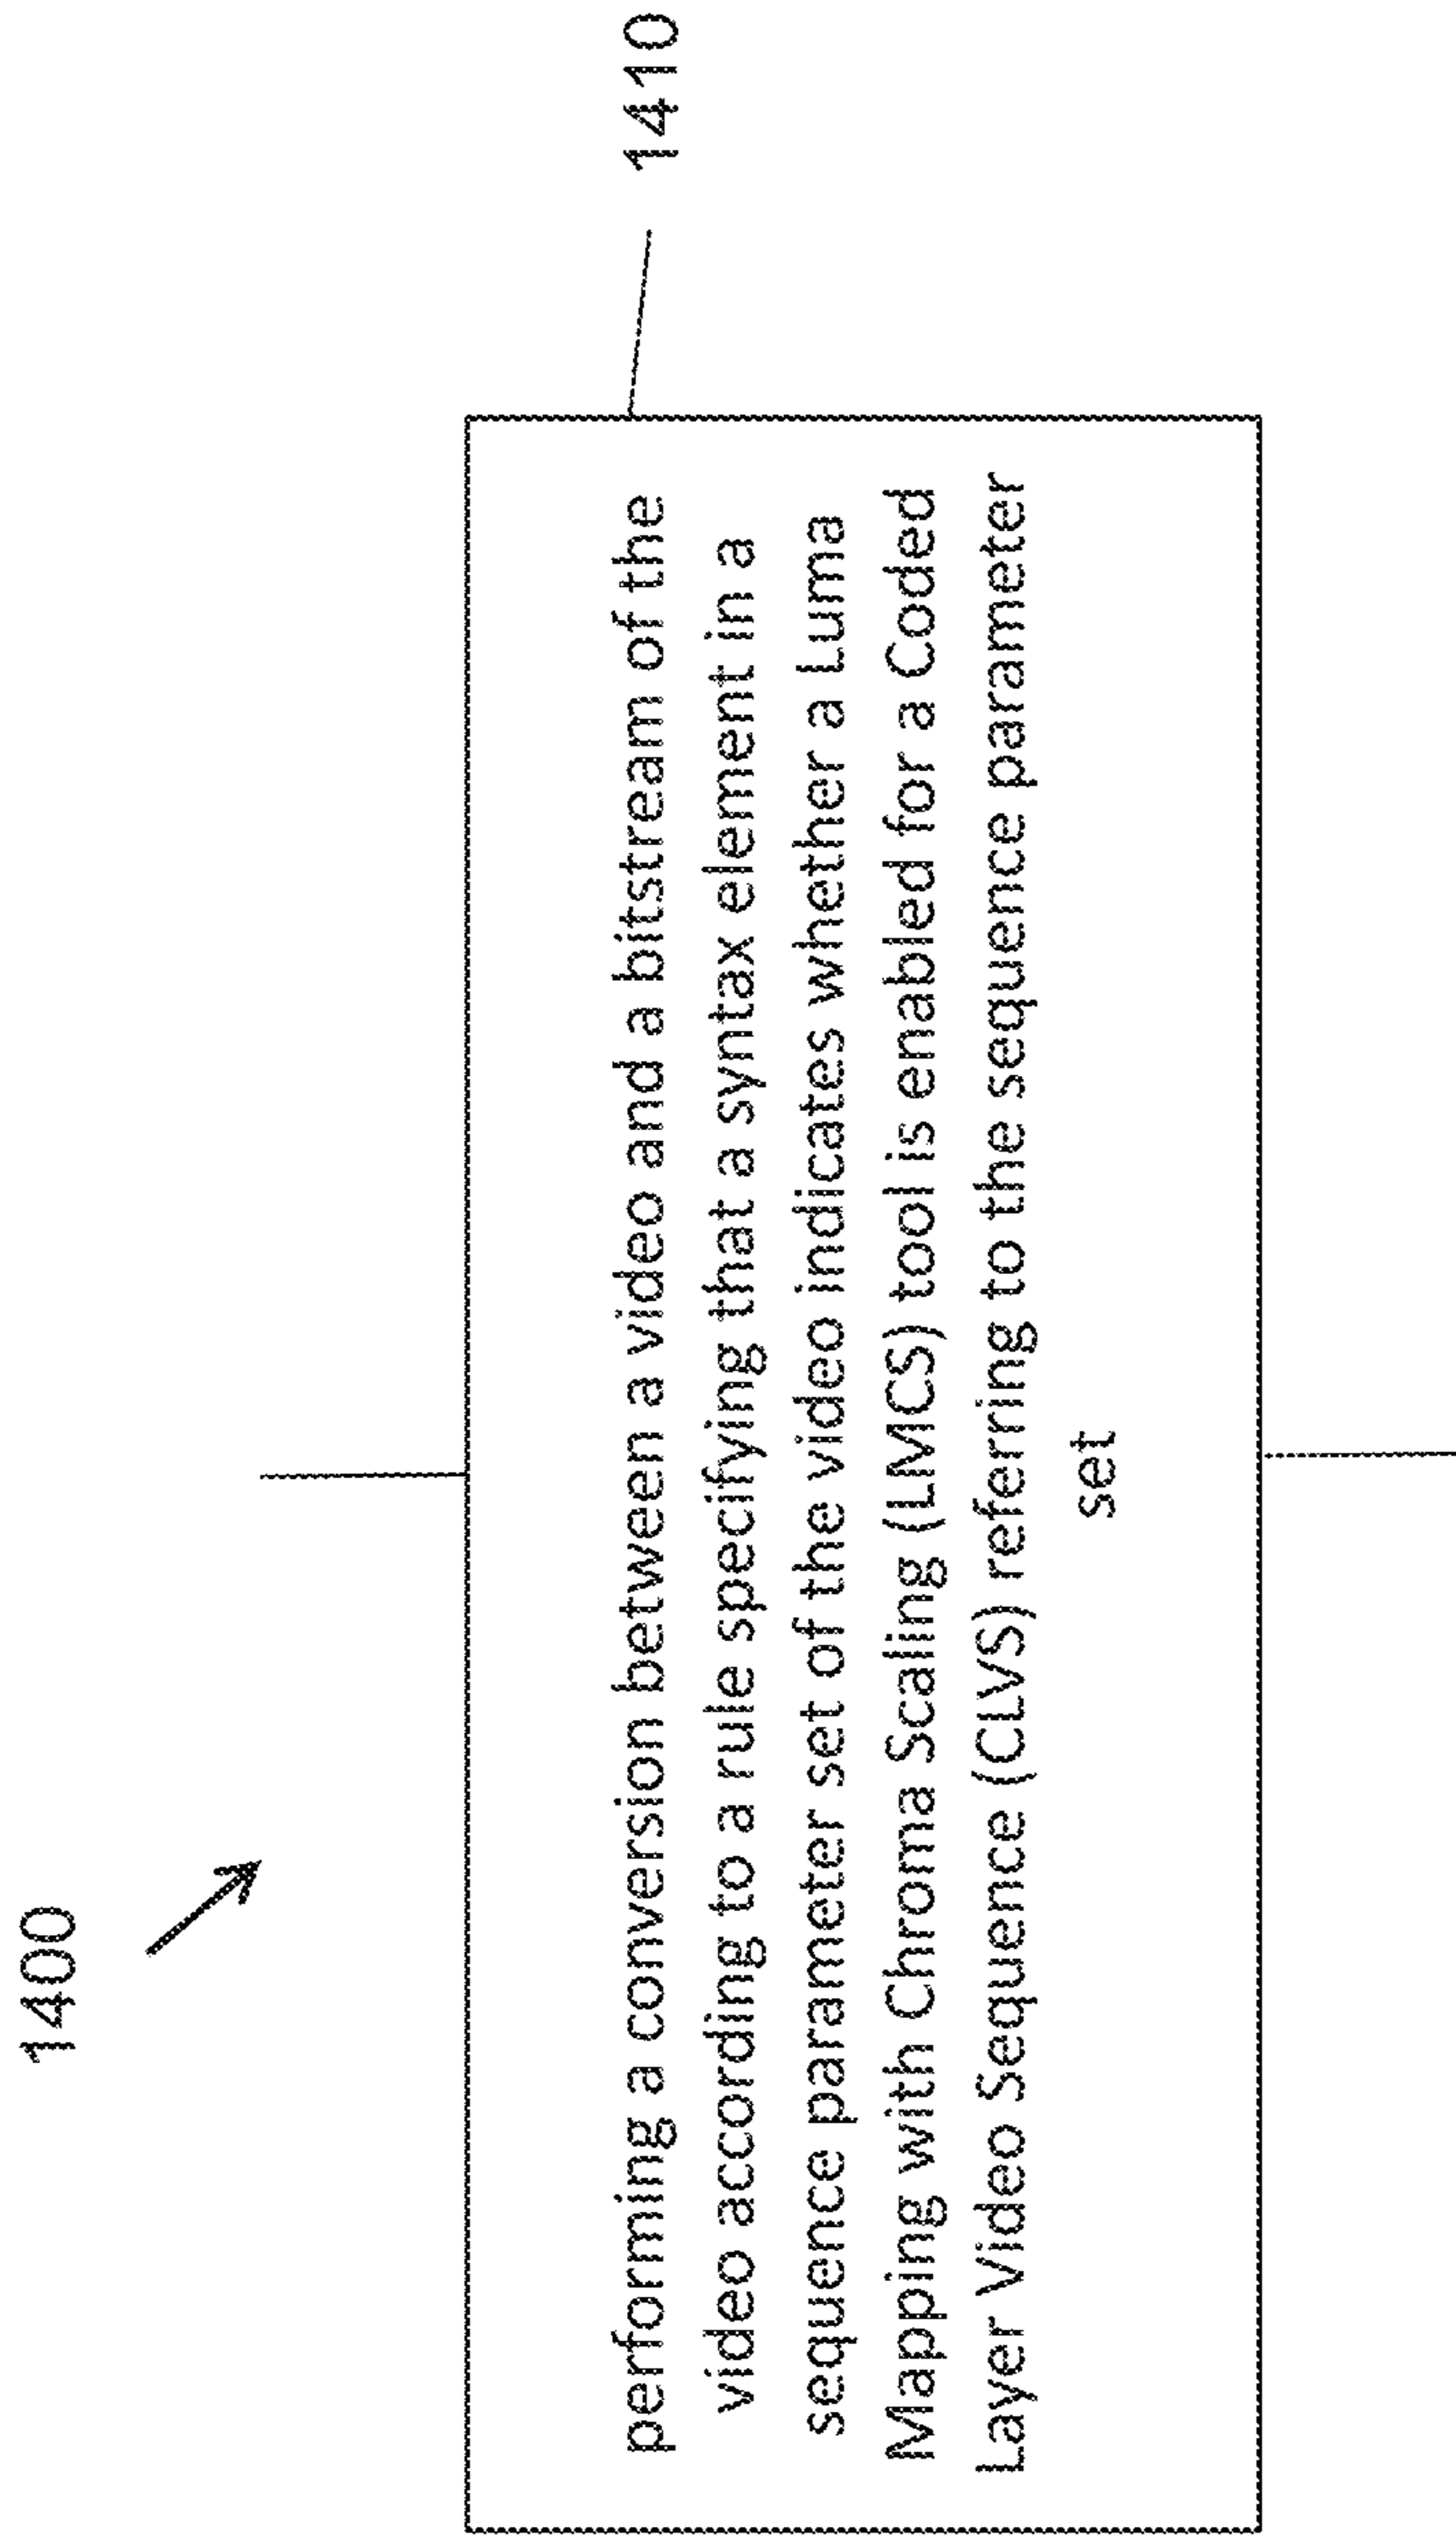 1400
1410
performing a conversion between a video and a bitstream of the
video according to a rule specifying that a syntax element in a
sequence parameter set of the video indicates whether a Luma
Mapping with Chroma Scaling (LMCS) tool is enabled for a Coded
Layer Video Sequence (CLVS) referring to the sequence parameter
set